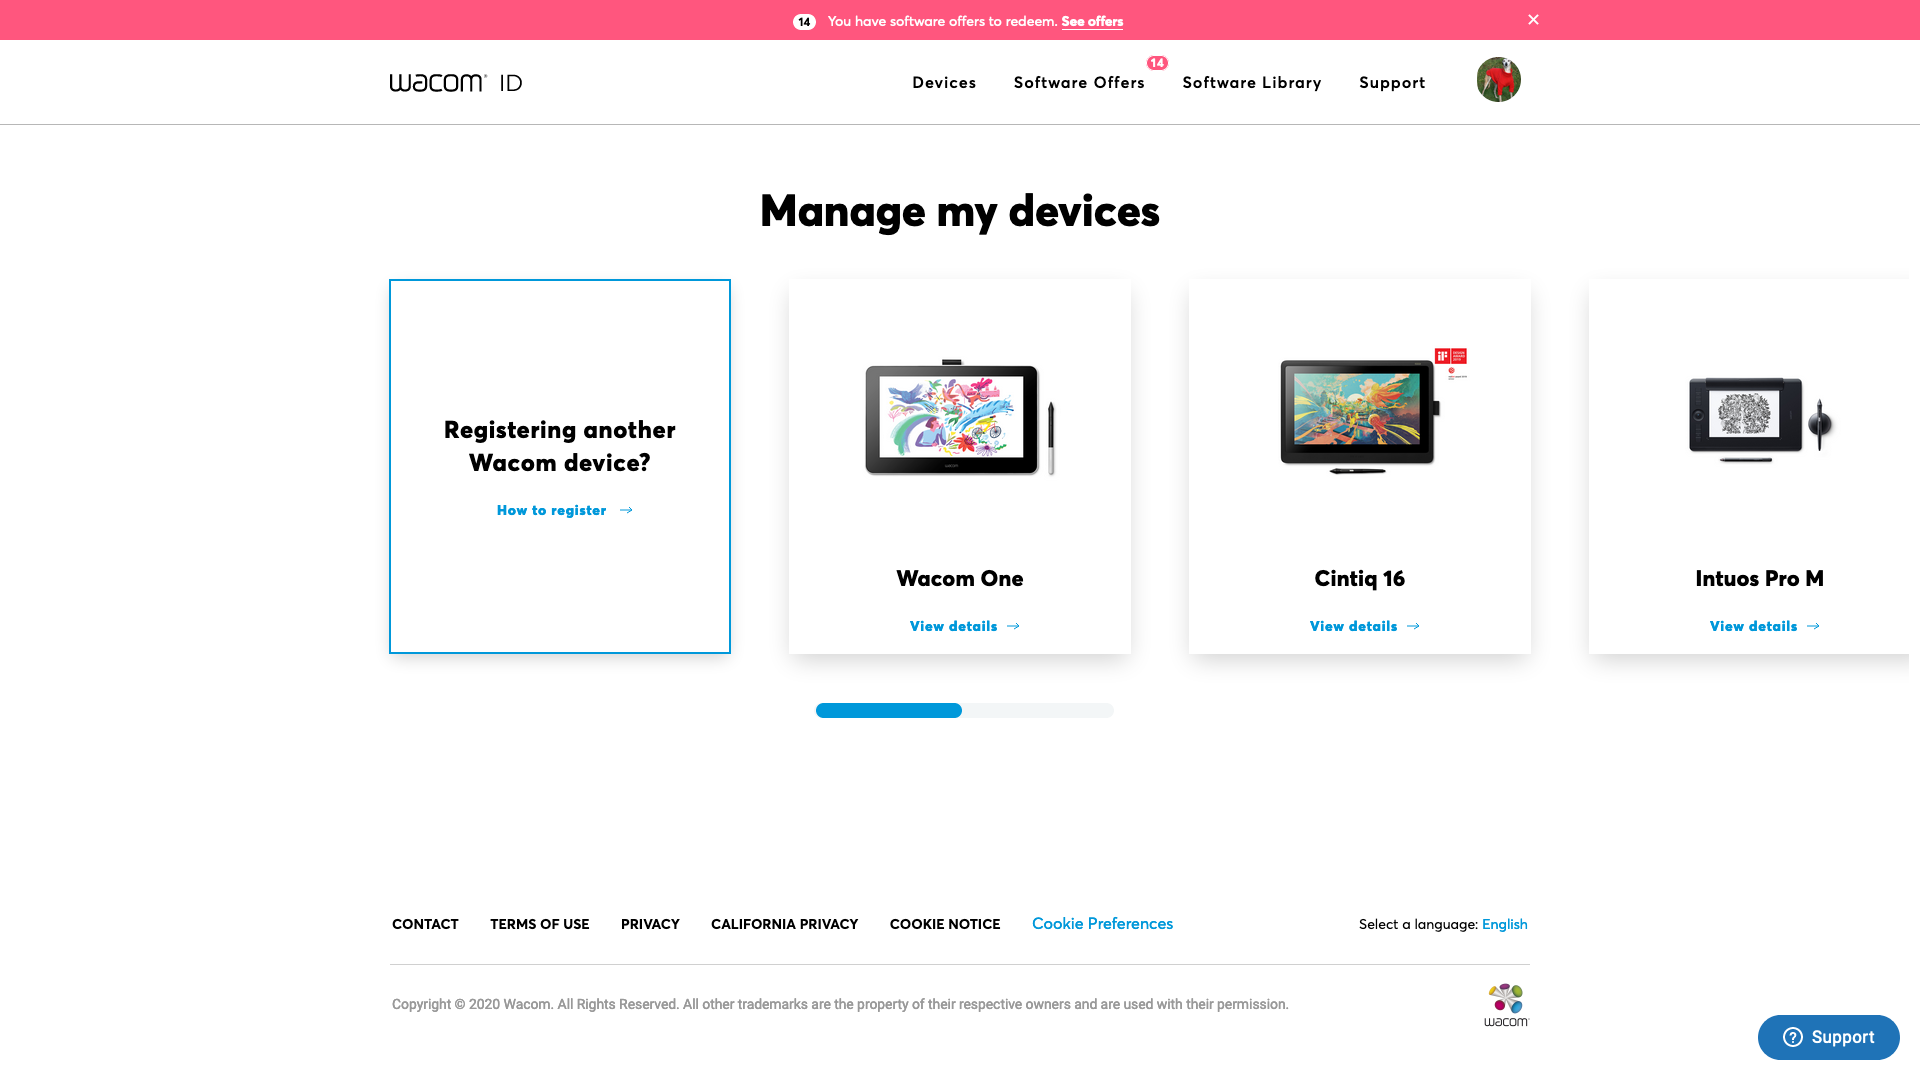 14 You have software offers to redeem. See offers
wacom ID
Devices
Software Offers
14
Software Library
Support
Manage my devices
Registering another
Wacom device?
How to register
Wacom One
View details
Cintiq 16
View details
Intuos Pro M
View details
CONTACT
TERMS OF USE
PRIVACY
CALIFORNIA PRIVACY
COOKIE NOTICE
Cookie Preferences
Select a language: English
Copyright © 2020 Wacom. All Rights Reserved. All other trademarks are the property of their respective owners and are used with their permission.
wacom
Support